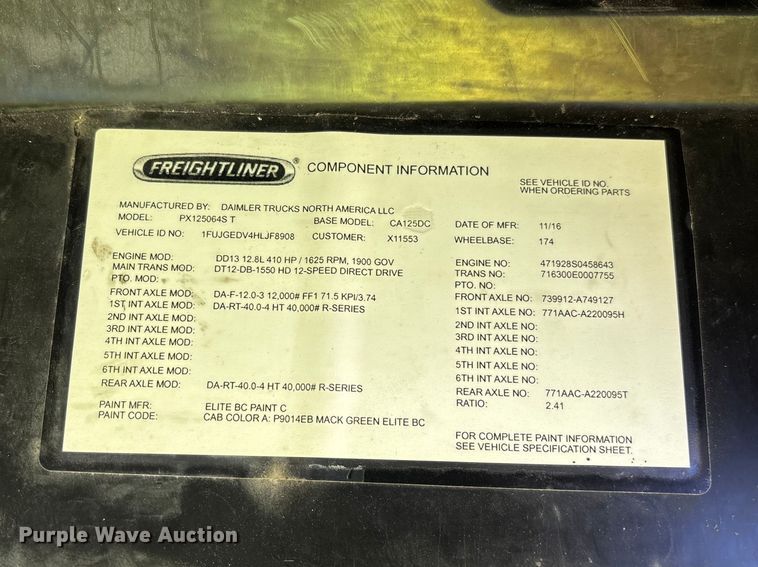 FREIGHTLINER® COMPONENT INFORMATION
SEE VEHICLE ID NO.
WHEN ORDERING PARTS
MANUFACTURED BY: DAIMLER TRUCKS NORTH AMERICA LLC
MODEL: PX125064S T BASE MODEL: CA125DC DATE OF MFR: 11/16
VEHICLE ID NO: 1FUJGEDV4HLJF8908 CUSTOMER: X11553 WHEELBASE: 174
ENGINE MOD: DD13 12.8L 410 HP / 1625 RPM, 1900 GOV ENGINE NO: 471928S0458643
MAIN TRANS MOD: DT12-DB-1550 HD 12-SPEED DIRECT DRIVE TRANS NO: 716300E0007755
PTO. MOD: PTO. NO:
FRONT AXLE MOD: DA-F-12.0-3 12,000# FF1 71.5 KPI/3.74 FRONT AXLE NO: 739912-A749127
1ST INT AXLE MOD: DA-RT-40.0-4 HT 40,000# R-SERIES 1ST INT AXLE NO: 771AAC-A220095H
2ND INT AXLE MOD: 2ND INT AXLE NO:
3RD INT AXLE MOD: 3RD INT AXLE NO:
4TH INT AXLE MOD: 4TH INT AXLE NO:
5TH INT AXLE MOD: 5TH INT AXLE NO:
6TH INT AXLE MOD: 6TH INT AXLE NO:
REAR AXLE MOD: DA-RT-40.0-4 HT 40,000# R-SERIES REAR AXLE NO: 771AAC-A220095T
RATIO: 2.41
PAINT MFR: ELITE BC PAINT C
PAINT CODE: CAB COLOR A: P9014EB MACK GREEN ELITE BC
FOR COMPLETE PAINT INFORMATION
SEE VEHICLE SPECIFICATION SHEET.
Purple Wave Auction